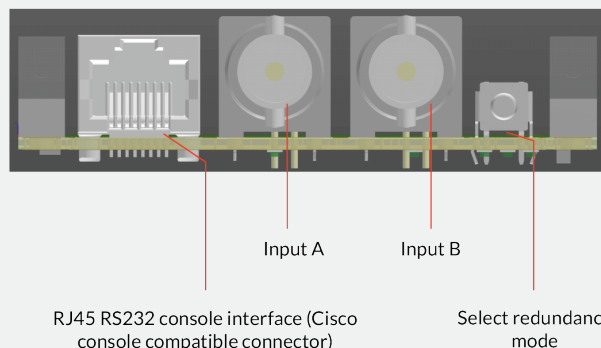 Input A
Input B
RJ45 RS232 console interface (Cisco
console compatible connector)
Select redundanc
mode